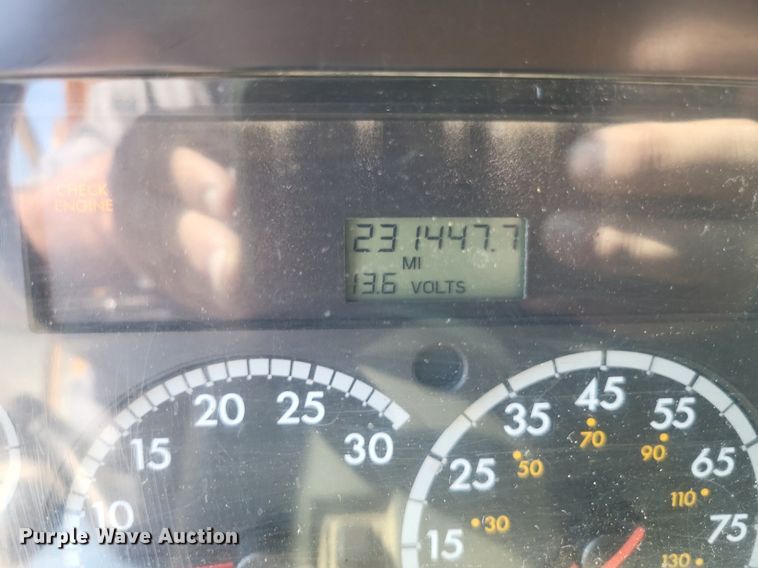 CHECK
ENGINE
231447.7
MI
13.6 VOLTS
10 15 20 25 30
15 25 35 45 55 65 75
30 50 70 90 110 130
Purple Wave Auction